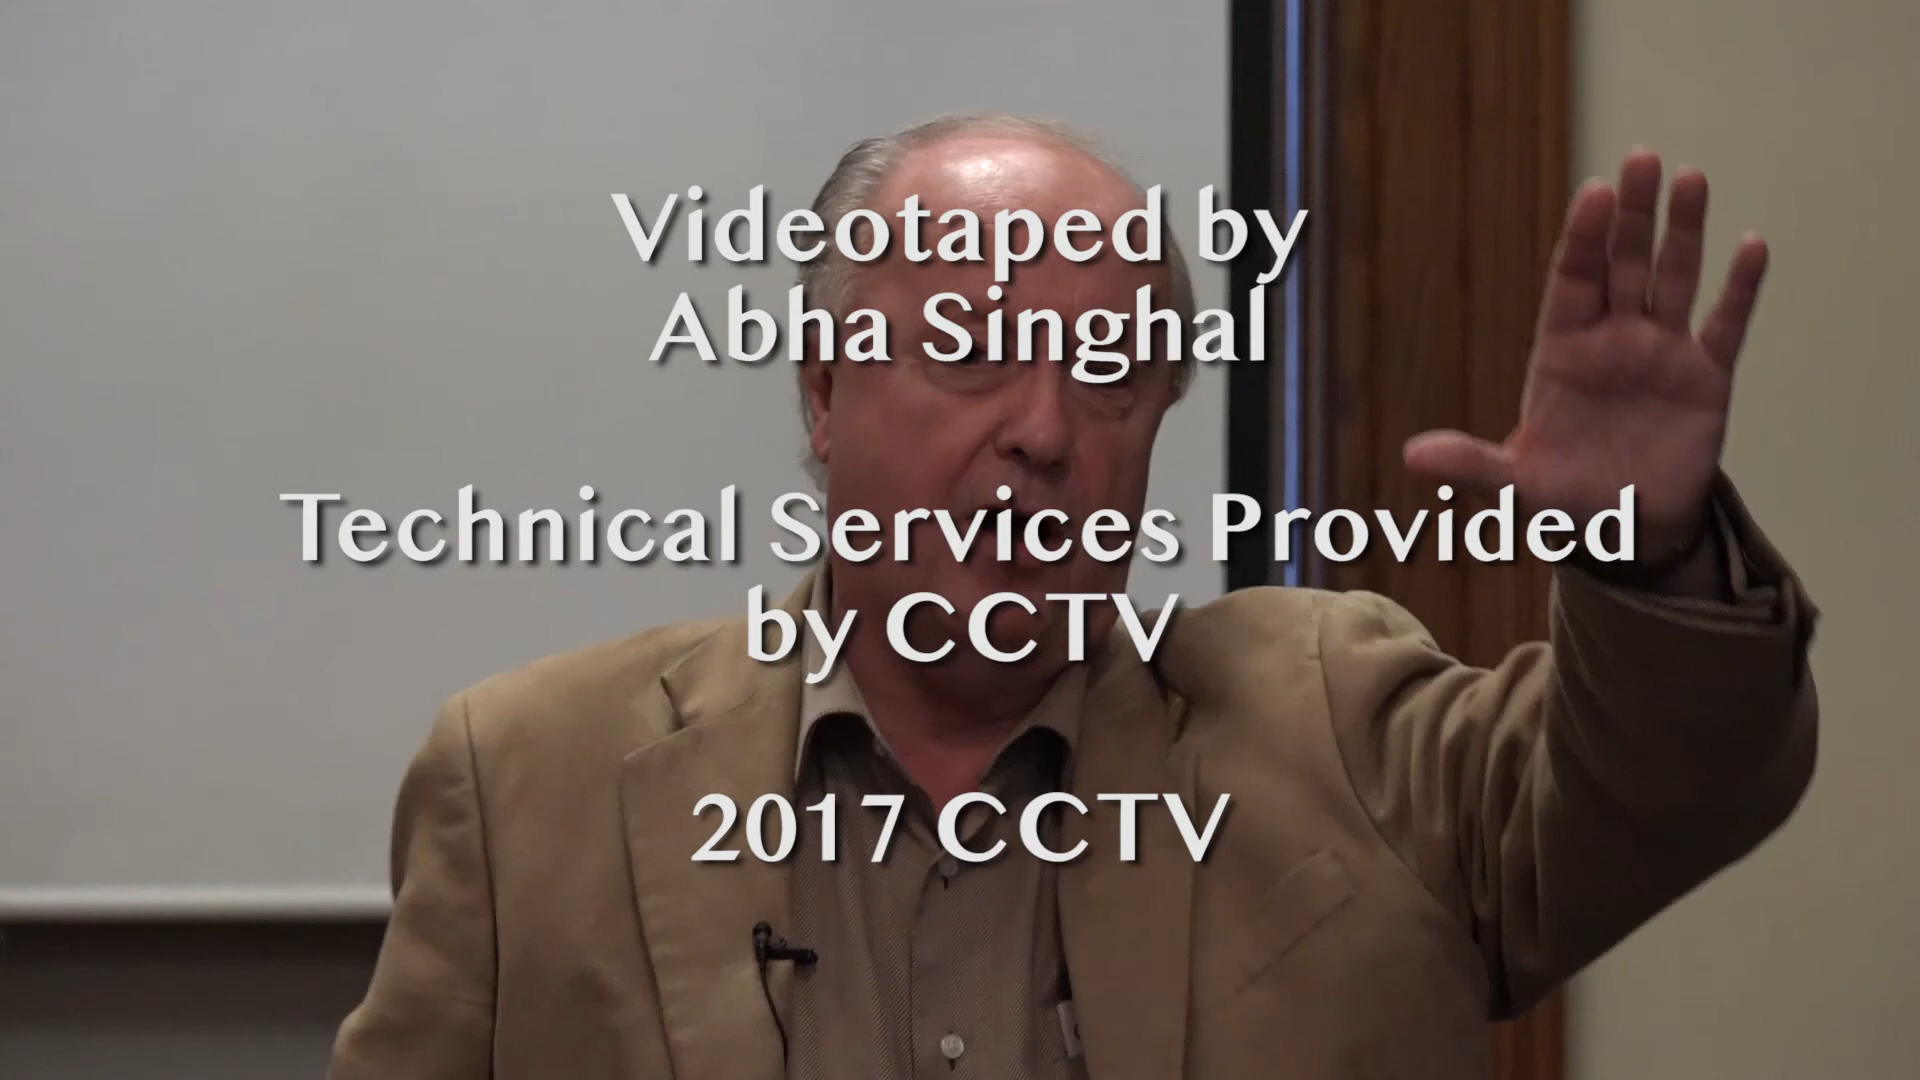 Videotaped by
Abha Singhal
Technical Services Provided
by CCTV
2017 CCTV